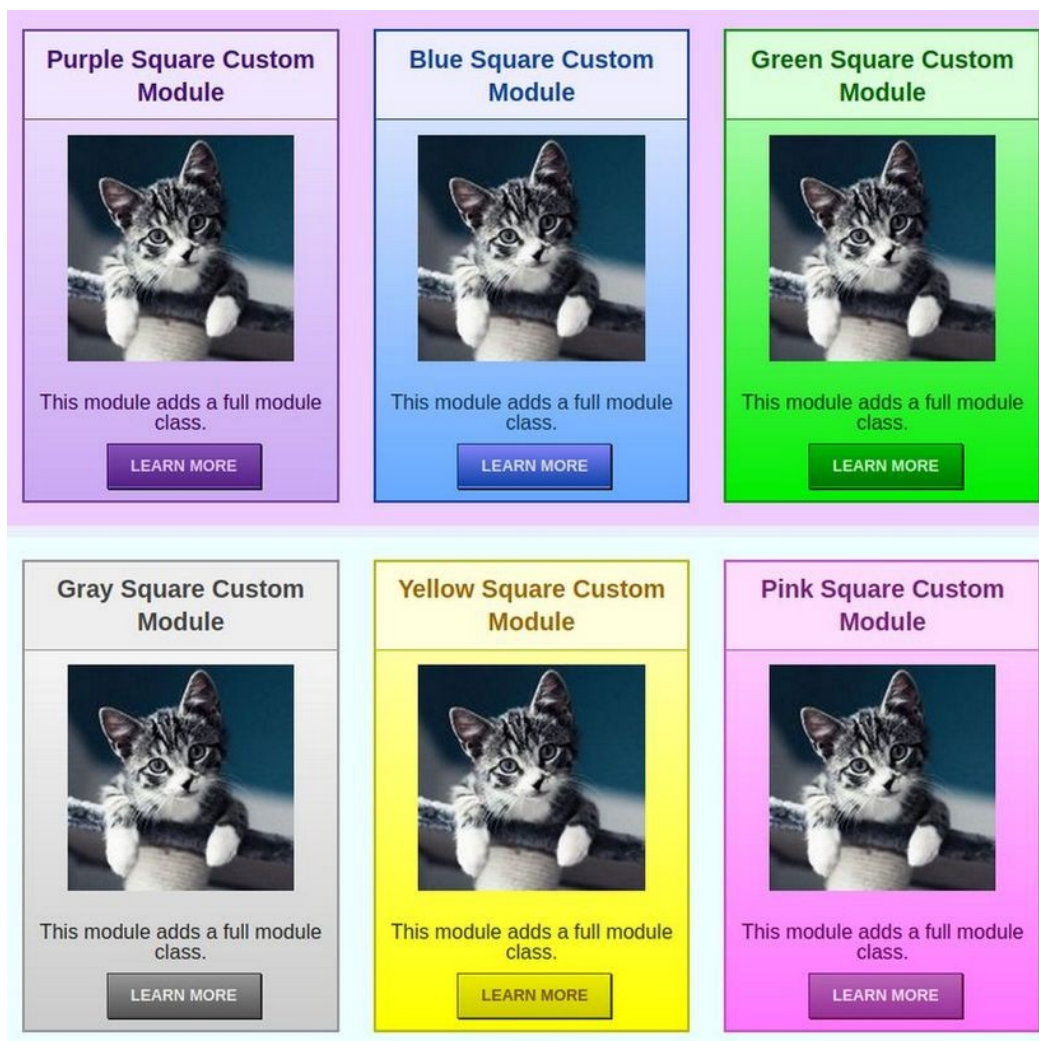 Purple Square Custom
Module
This module adds a full module
class.
LEARN MORE
Blue Square Custom
Module
This module adds a full module
class.
LEARN MORE
Green Square Custom
Module
This module adds a full module
class.
LEARN MORE
Gray Square Custom
Module
This module adds a full module
class.
LEARN MORE
Yellow Square Custom
Module
This module adds a full module
class.
LEARN MORE
Pink Square Custom
Module
This module adds a full module
class.
LEARN MORE